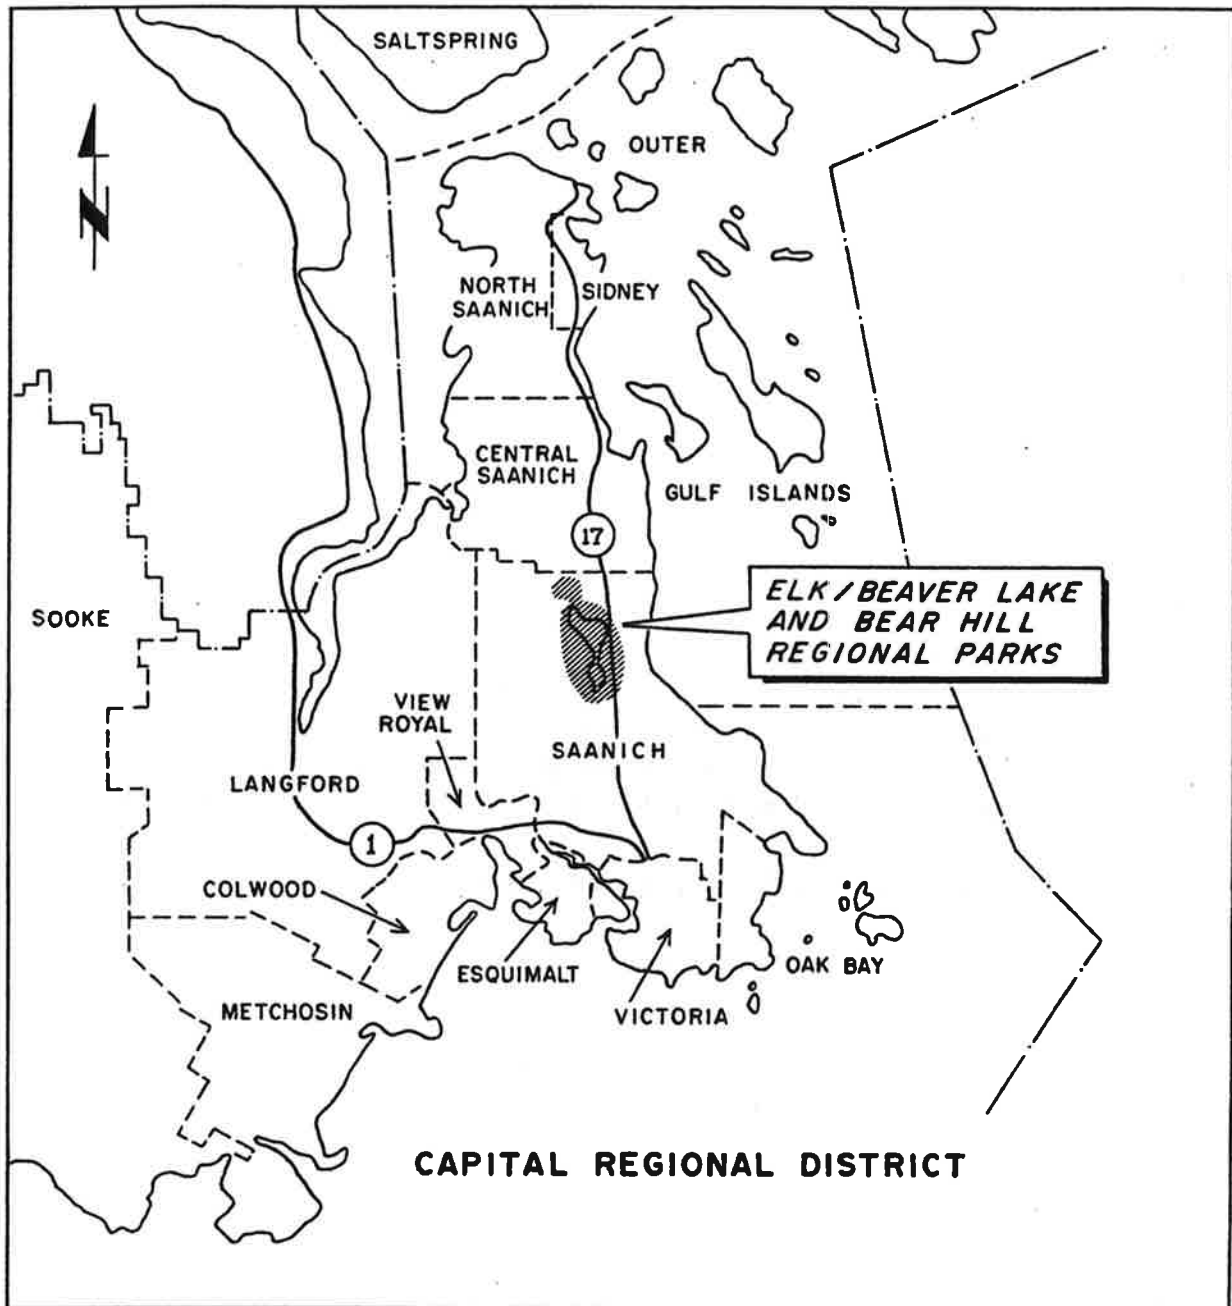 SALTSPRING
OUTER
N
NORTH
SAANICH
SIDNEY
CENTRAL
SAANICH
GULF ISLANDS
17
ELK/BEAVER LAKE
AND BEAR HILL
REGIONAL PARKS
SOOKE
VIEW
ROYAL
SAANICH
LANGFORD
1
COLWOOD
ESQUIMALT
OAK BAY
METCHOSIN
VICTORIA
CAPITAL REGIONAL DISTRICT